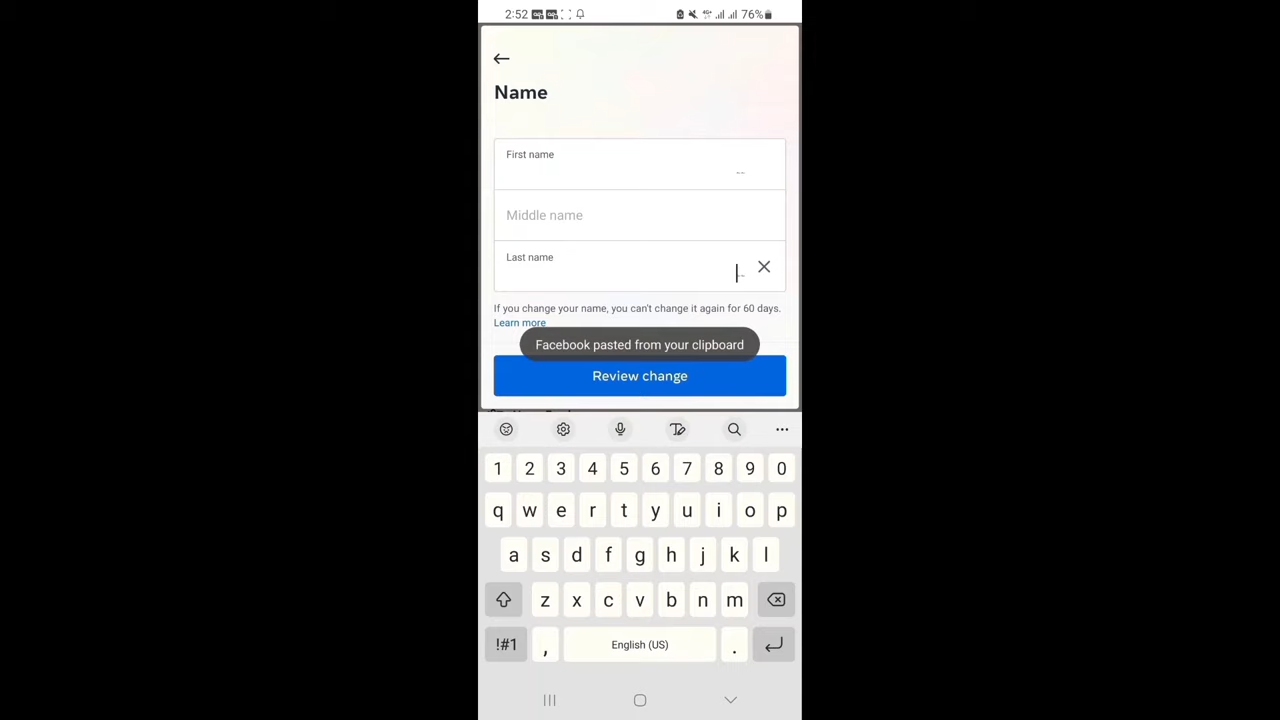 2:52
4G 76%
Name
First name
--
Middle name
Last name
--
If you change your name, you can't change it again for 60 days.
Learn more
Facebook pasted from your clipboard
Review change
1 2 3 4 5 6 7 8 9 0
q w e r t y u i o p
a s d f g h j k l
z x c v b n m
!#1 , English (US) .